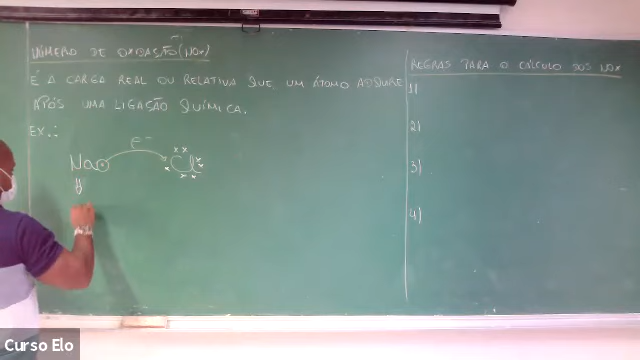 NÚMERO DE OXIDAÇÃO (NOX)
É A CARGA REAL OU RELATIVA QUE UM ÁTOMO ADQUIRE
APÓS UMA LIGAÇÃO QUÍMICA.
EX.:
e-
Na Cl
REGRAS PARA O CÁLCULO DOS NOX
1)
2)
3)
4)
Curso Elo